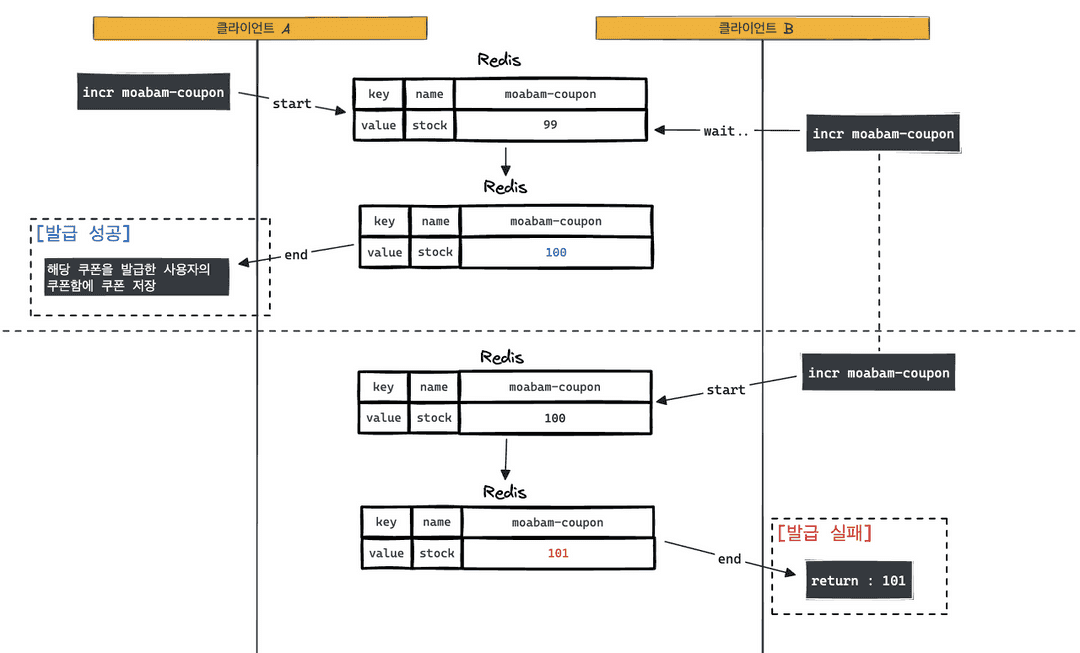 클라이언트 A
클라이언트 B
Redis
incr moabam-coupon
start
key name moabam-coupon
value stock 99
wait..
incr moabam-coupon
Redis
key name moabam-coupon
value stock 100
end
[발급 성공]
해당 쿠폰을 발급한 사용자의
쿠폰함에 쿠폰 저장
Redis
incr moabam-coupon
start
key name moabam-coupon
value stock 100
Redis
key name moabam-coupon
value stock 101
end
[발급 실패]
return : 101